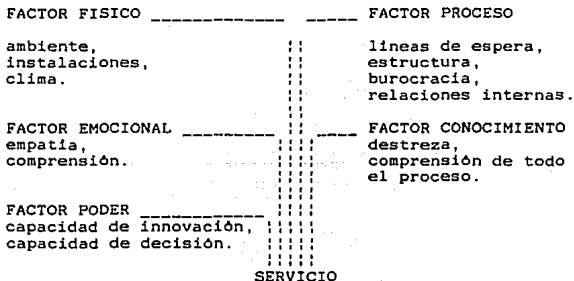 FACTOR FISICO
ambiente,
instalaciones,
clima.
FACTOR PROCESO
lineas de espera,
estructura,
burocracia,
relaciones internas.
FACTOR EMOCIONAL
empatía,
comprensión.
FACTOR CONOCIMIENTO
destreza,
comprensión de todo
el proceso.
FACTOR PODER
capacidad de innovación,
capacidad de decisión.
SERVICIO